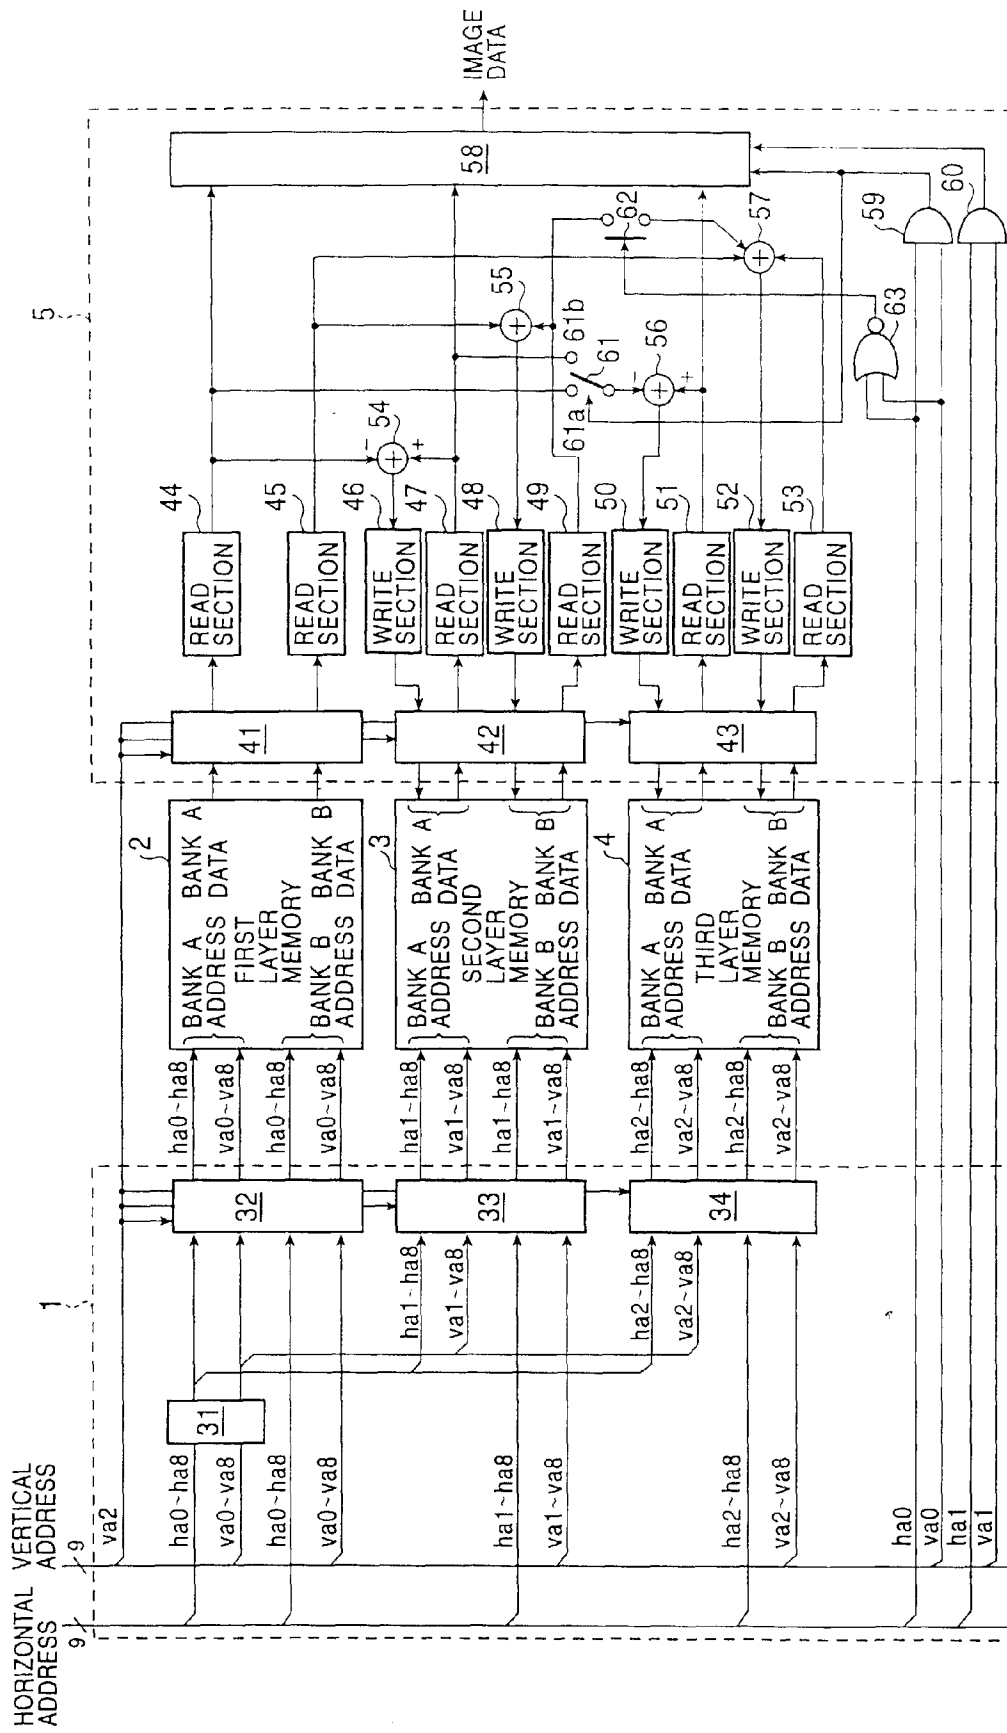 HORIZONTAL
ADDRESS
VERTICAL
ADDRESS
9
9
1
5
va2
ha0~ha8
va0~va8
ha0~ha8
va0~va8
31
ha1~ha8
va1~va8
ha2~ha8
va2~va8
ha1~ha8
va1~va8
ha2~ha8
va2~va8
32
33
34
ha0~ha8
va0~va8
ha0~ha8
va0~va8
ha1~ha8
va1~va8
ha1~ha8
va1~va8
ha2~ha8
va2~va8
ha2~ha8
va2~va8
2
BANK A BANK A
ADDRESS DATA
FIRST
LAYER
MEMORY
BANK B BANK B
ADDRESS DATA
3
BANK A BANK A
ADDRESS DATA
SECOND
LAYER
MEMORY
BANK B BANK B
ADDRESS DATA
4
BANK A BANK A
ADDRESS DATA
THIRD
LAYER
MEMORY
BANK B BANK B
ADDRESS DATA
41
42
43
READ
SECTION
44
READ
SECTION
45
WRITE
SECTION
46
READ
SECTION
47
WRITE
SECTION
48
READ
SECTION
49
WRITE
SECTION
50
READ
SECTION
51
WRITE
SECTION
52
READ
SECTION
53
- + 54
+
+ 55
61a
61
61b
- + 56
+
62
+ 57
63
59
60
58
IMAGE
DATA
ha0
va0
ha1
va1